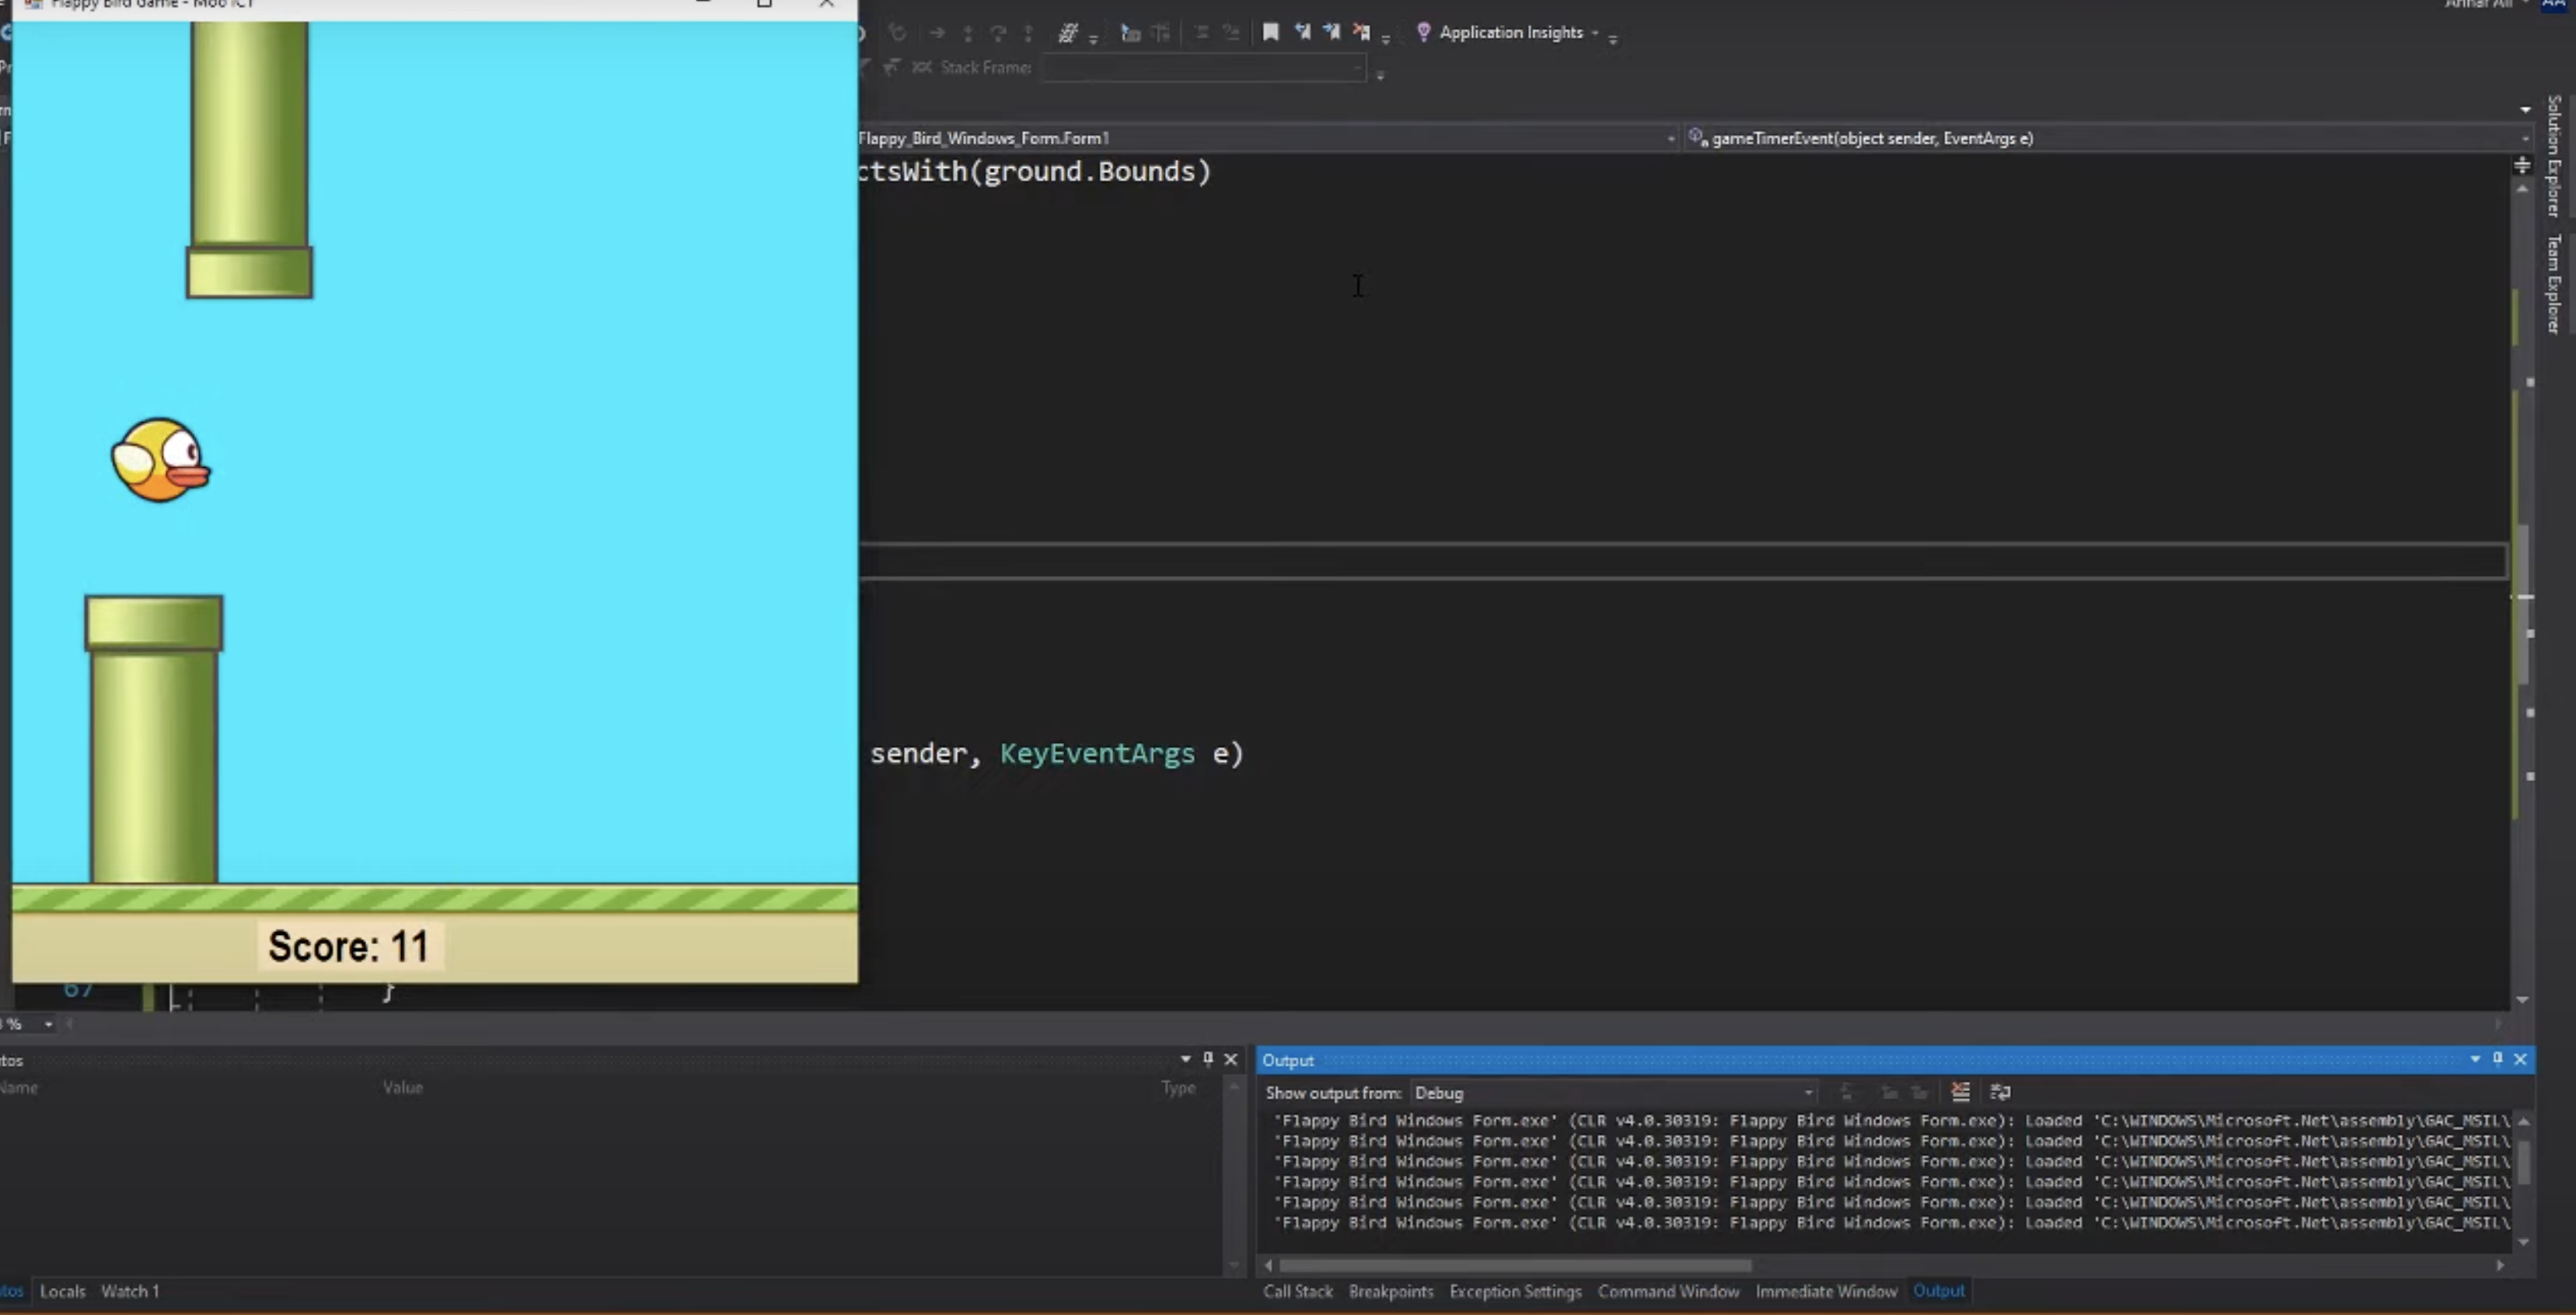 Flappy Bird Game - Moo ICT
Application Insights
Stack Frame:
Flappy_Bird_Windows_Form.Form1
gameTimerEvent(object sender, EventArgs e)
ctsWith(ground.Bounds)
Solution Explorer
Team Explorer
sender, KeyEventArgs e)
Score: 11
67 }
%
tos
Name Value Type
Output
Show output from: Debug
'Flappy Bird Windows Form.exe' (CLR v4.0.30319: Flappy Bird Windows Form.exe): Loaded 'C:\WINDOWS\Microsoft.Net\assembly\GAC_MSIL\
'Flappy Bird Windows Form.exe' (CLR v4.0.30319: Flappy Bird Windows Form.exe): Loaded 'C:\WINDOWS\Microsoft.Net\assembly\GAC_MSIL\
'Flappy Bird Windows Form.exe' (CLR v4.0.30319: Flappy Bird Windows Form.exe): Loaded 'C:\WINDOWS\Microsoft.Net\assembly\GAC_MSIL\
'Flappy Bird Windows Form.exe' (CLR v4.0.30319: Flappy Bird Windows Form.exe): Loaded 'C:\WINDOWS\Microsoft.Net\assembly\GAC_MSIL\
'Flappy Bird Windows Form.exe' (CLR v4.0.30319: Flappy Bird Windows Form.exe): Loaded 'C:\WINDOWS\Microsoft.Net\assembly\GAC_MSIL\
'Flappy Bird Windows Form.exe' (CLR v4.0.30319: Flappy Bird Windows Form.exe): Loaded 'C:\WINDOWS\Microsoft.Net\assembly\GAC_MSIL\
tos Locals Watch 1
Call Stack Breakpoints Exception Settings Command Window Immediate Window Output